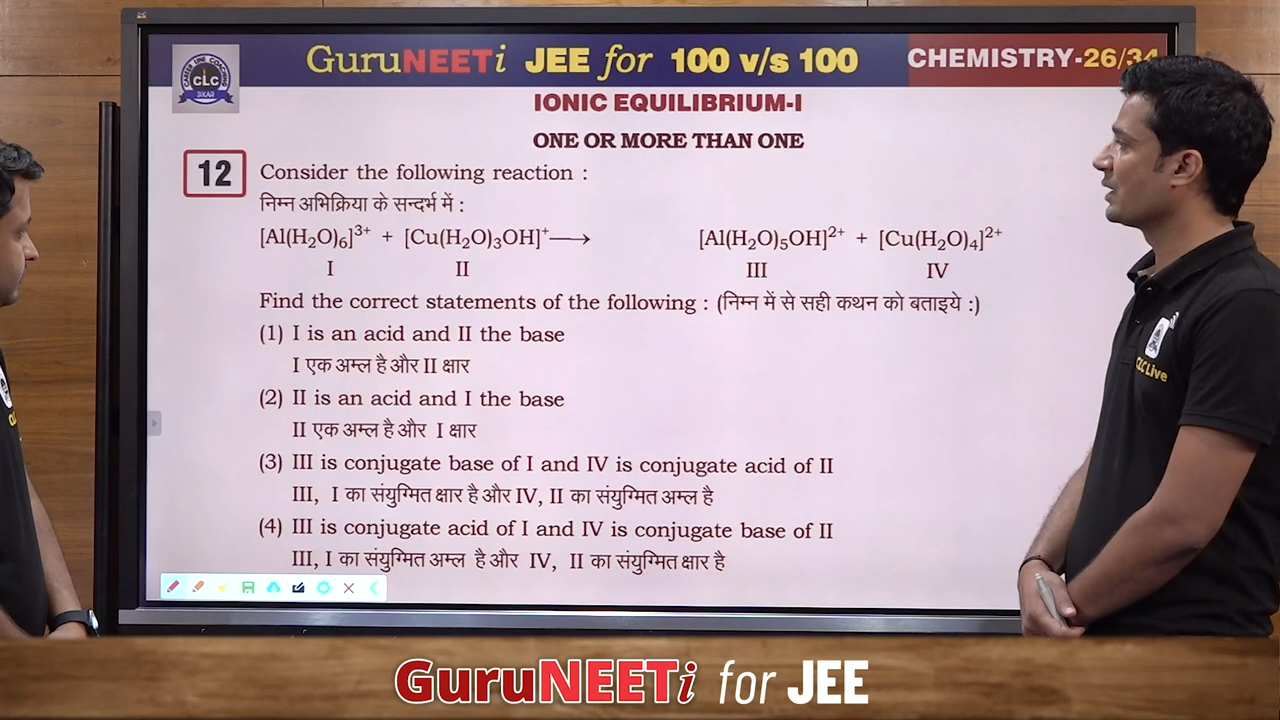 GuruNEETi JEE for 100 v/s 100
CHEMISTRY-26/34
CAREER LINE COACHING
CLC
SIKAR
IONIC EQUILIBRIUM-I
ONE OR MORE THAN ONE
12 Consider the following reaction :
निम्न अभिक्रिया के सन्दर्भ में :
[Al(H₂O)₆]³⁺ + [Cu(H₂O)₃OH]⁺⟶ [Al(H₂O)₅OH]²⁺ + [Cu(H₂O)₄]²⁺
I II III IV
Find the correct statements of the following : (निम्न में से सही कथन को बताइये :)
(1) I is an acid and II the base
I एक अम्ल है और II क्षार
(2) II is an acid and I the base
II एक अम्ल है और I क्षार
(3) III is conjugate base of I and IV is conjugate acid of II
III, I का संयुग्मित क्षार है और IV, II का संयुग्मित अम्ल है
(4) III is conjugate acid of I and IV is conjugate base of II
III, I का संयुग्मित अम्ल है और IV, II का संयुग्मित क्षार है
CLC Live
GuruNEETi for JEE